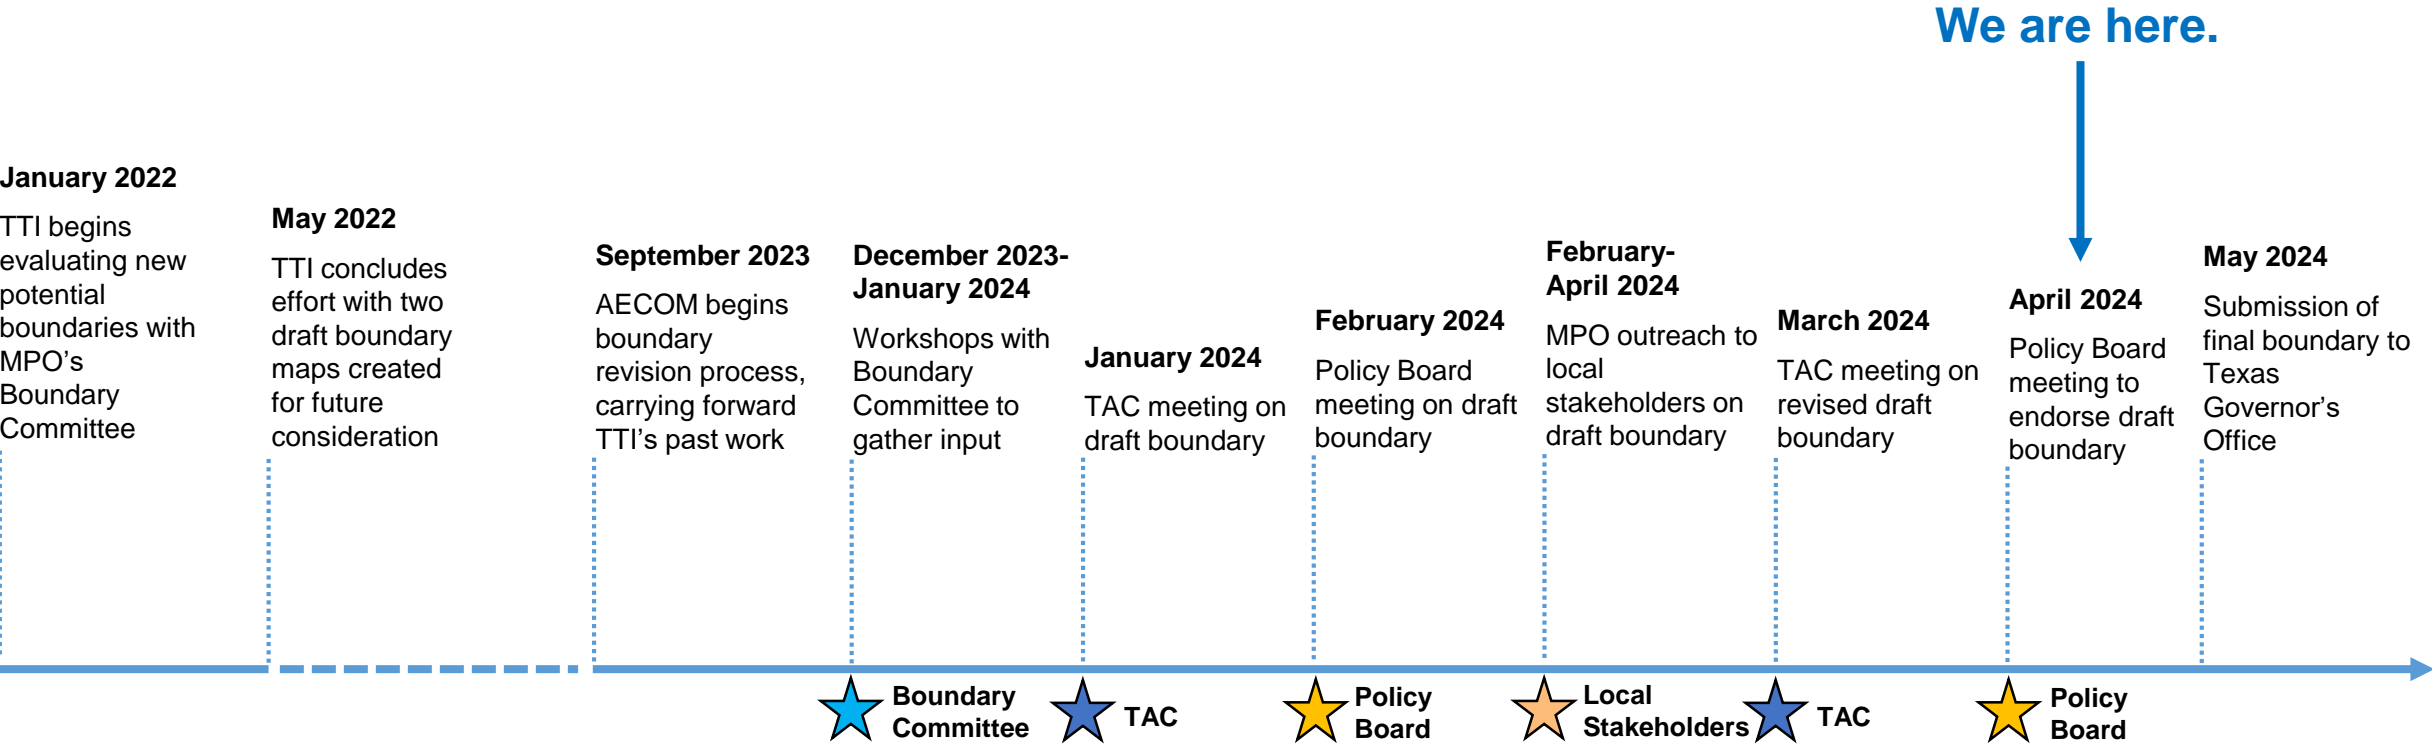 We are here.
January 2022
TTI begins
evaluating new
potential
boundaries with
MPO’s
Boundary
Committee
May 2022
TTI concludes
effort with two
draft boundary
maps created
for future
consideration
September 2023
AECOM begins
boundary
revision process,
carrying forward
TTI’s past work
December 2023-
January 2024
Workshops with
Boundary
Committee to
gather input
January 2024
TAC meeting on
draft boundary
February 2024
Policy Board
meeting on draft
boundary
February-
April 2024
MPO outreach to
local
stakeholders on
draft boundary
March 2024
TAC meeting on
revised draft
boundary
April 2024
Policy Board
meeting to
endorse draft
boundary
May 2024
Submission of
final boundary to
Texas
Governor’s
Office
Boundary
Committee
TAC
Policy
Board
Local
Stakeholders
TAC
Policy
Board